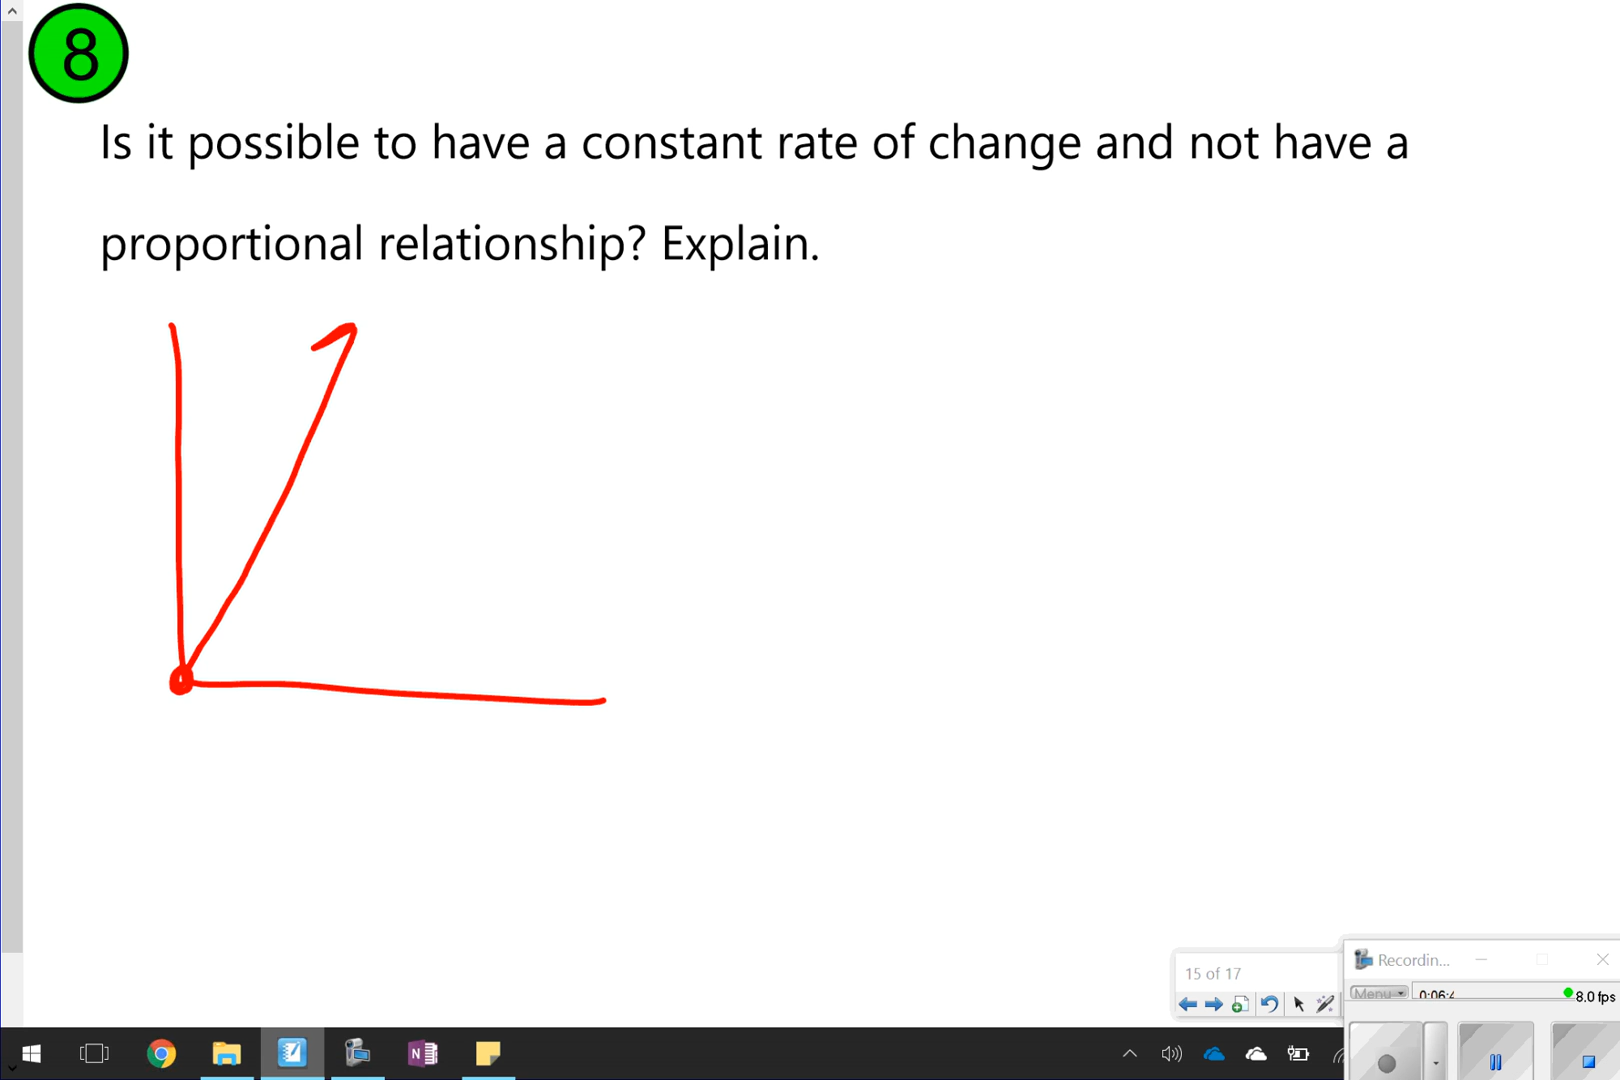 8
Is it possible to have a constant rate of change and not have a
proportional relationship? Explain.
15 of 17
Recordin...
Menu
8.0 fps
N